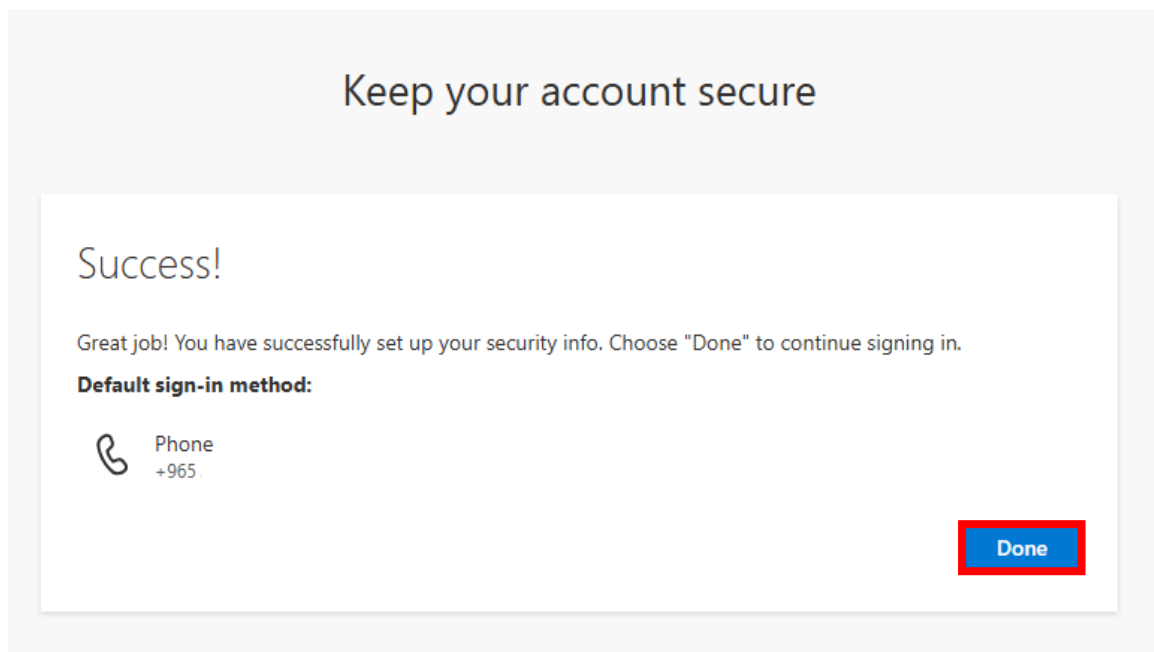 Keep your account secure
Success!
Great job! You have successfully set up your security info. Choose "Done" to continue signing in.
Default sign-in method:
Phone
+965
Done